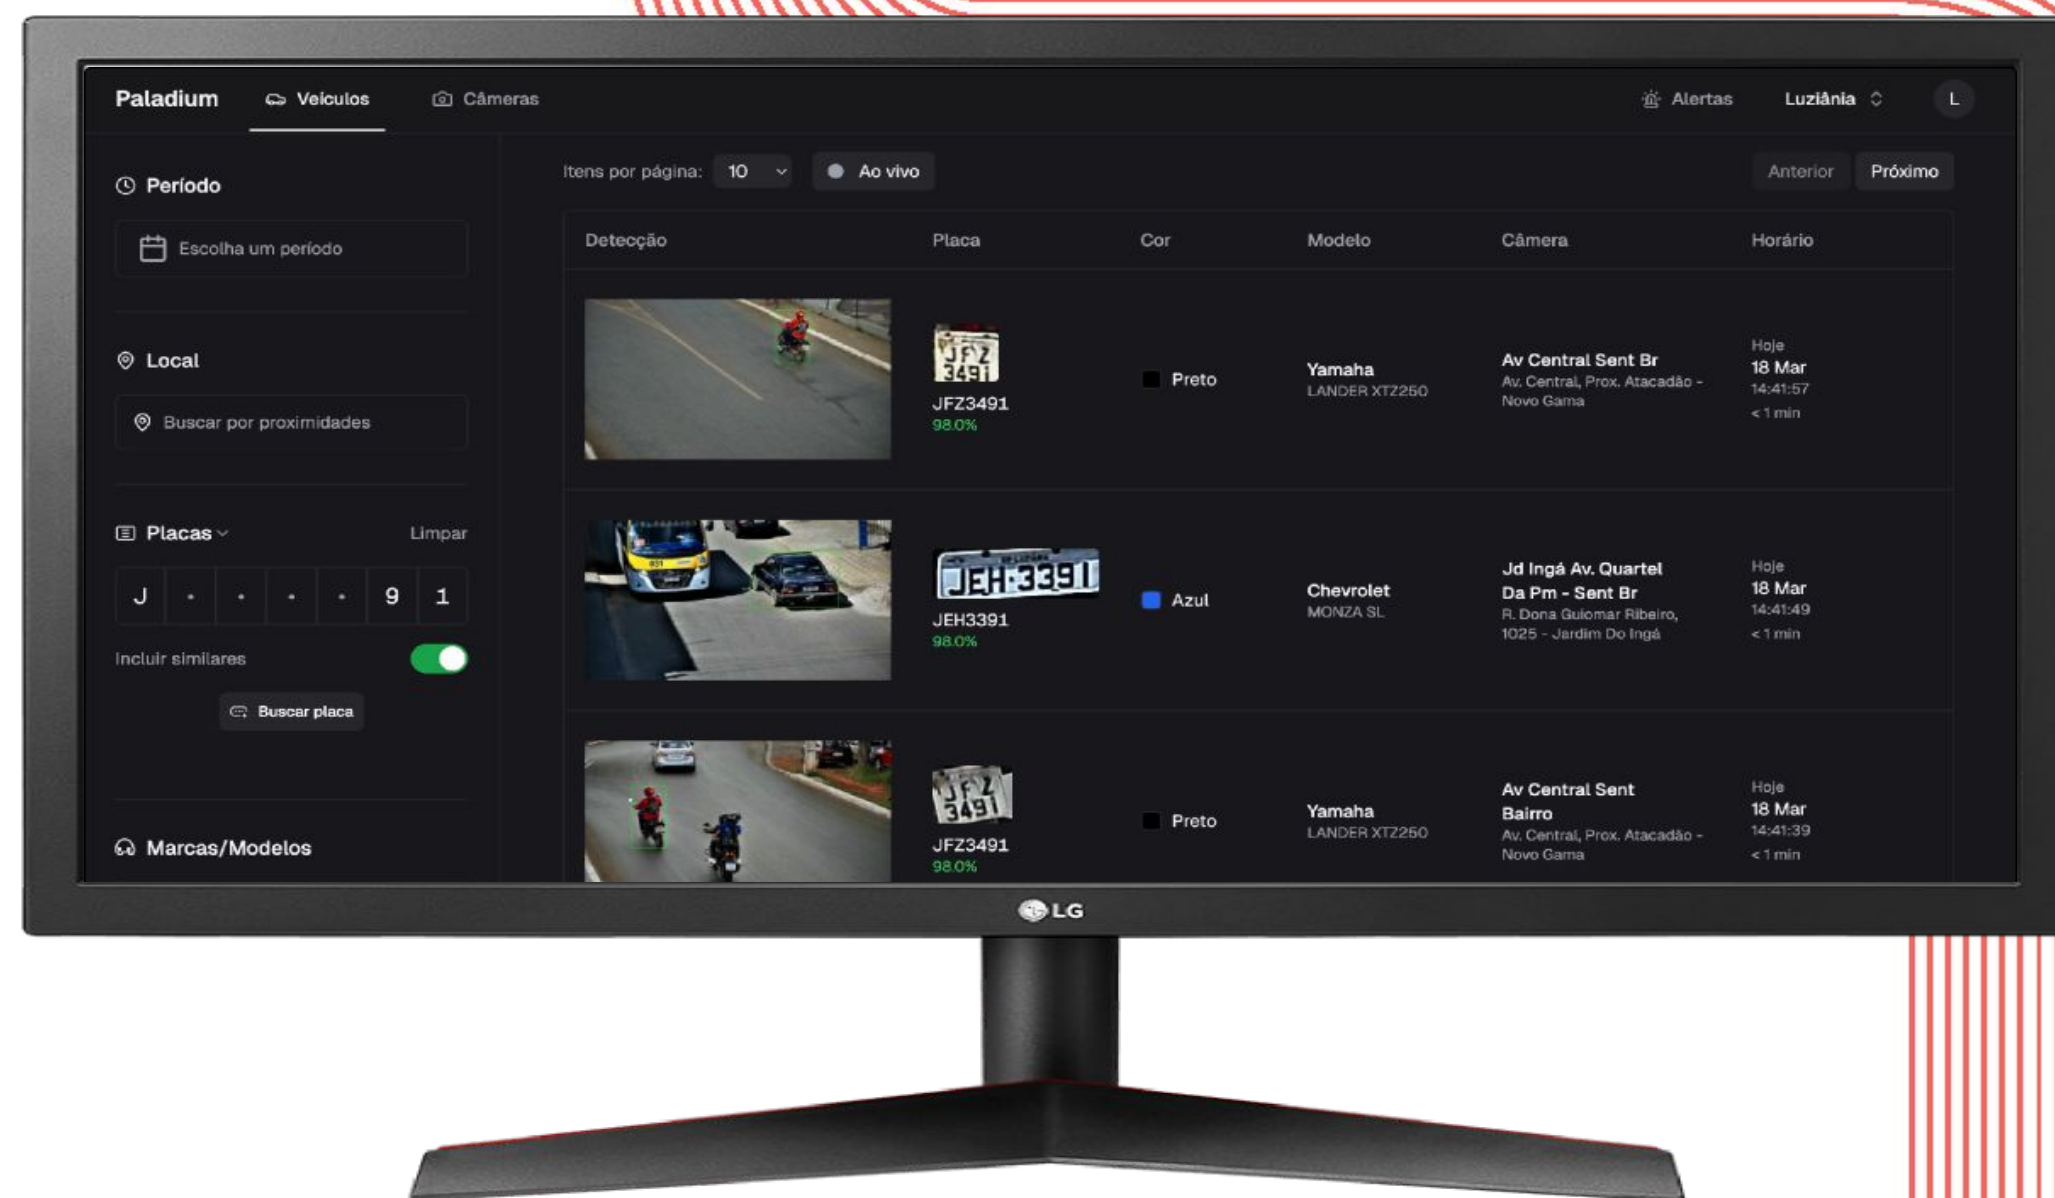 Paladium
Veículos
Câmeras
Alertas
Luziânia
L
Período
Escolha um período
Local
Buscar por proximidades
Placas
Limpar
J · · · · 9 1
Incluir similares
Buscar placa
Marcas/Modelos
Itens por página: 10
Ao vivo
Anterior
Próximo
Detecção Placa Cor Modelo Câmera Horário
JFZ
3491
JFZ3491
98.0%
Preto
Yamaha
LANDER XTZ250
Av Central Sent Br
Av. Central, Prox. Atacadão -
Novo Gama
Hoje
18 Mar
14:41:57
< 1 min
031
JEH·3391
JEH3391
98.0%
Azul
Chevrolet
MONZA SL
Jd Ingá Av. Quartel
Da Pm - Sent Br
R. Dona Guiomar Ribeiro,
1025 - Jardim Do Ingá
Hoje
18 Mar
14:41:49
< 1 min
JFZ
3491
JFZ3491
98.0%
Preto
Yamaha
LANDER XTZ250
Av Central Sent
Bairro
Av. Central, Prox. Atacadão -
Novo Gama
Hoje
18 Mar
14:41:39
< 1 min
LG